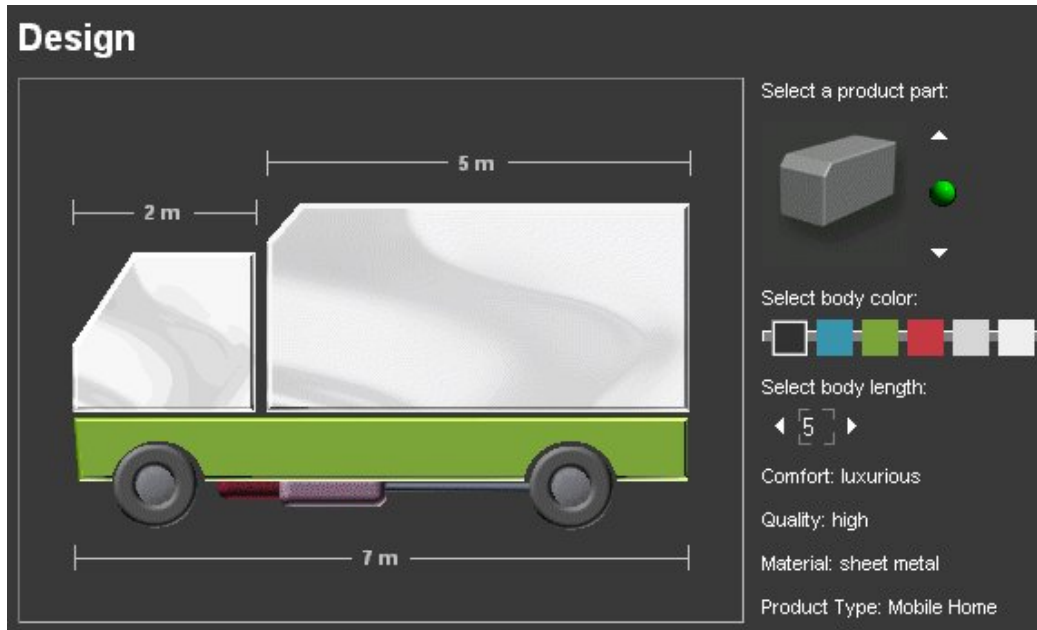 Design
Select a product part:
5 m
2 m
Select body color:
Select body length:
5
Comfort: luxurious
Quality: high
7 m
Material: sheet metal
Product Type: Mobile Home